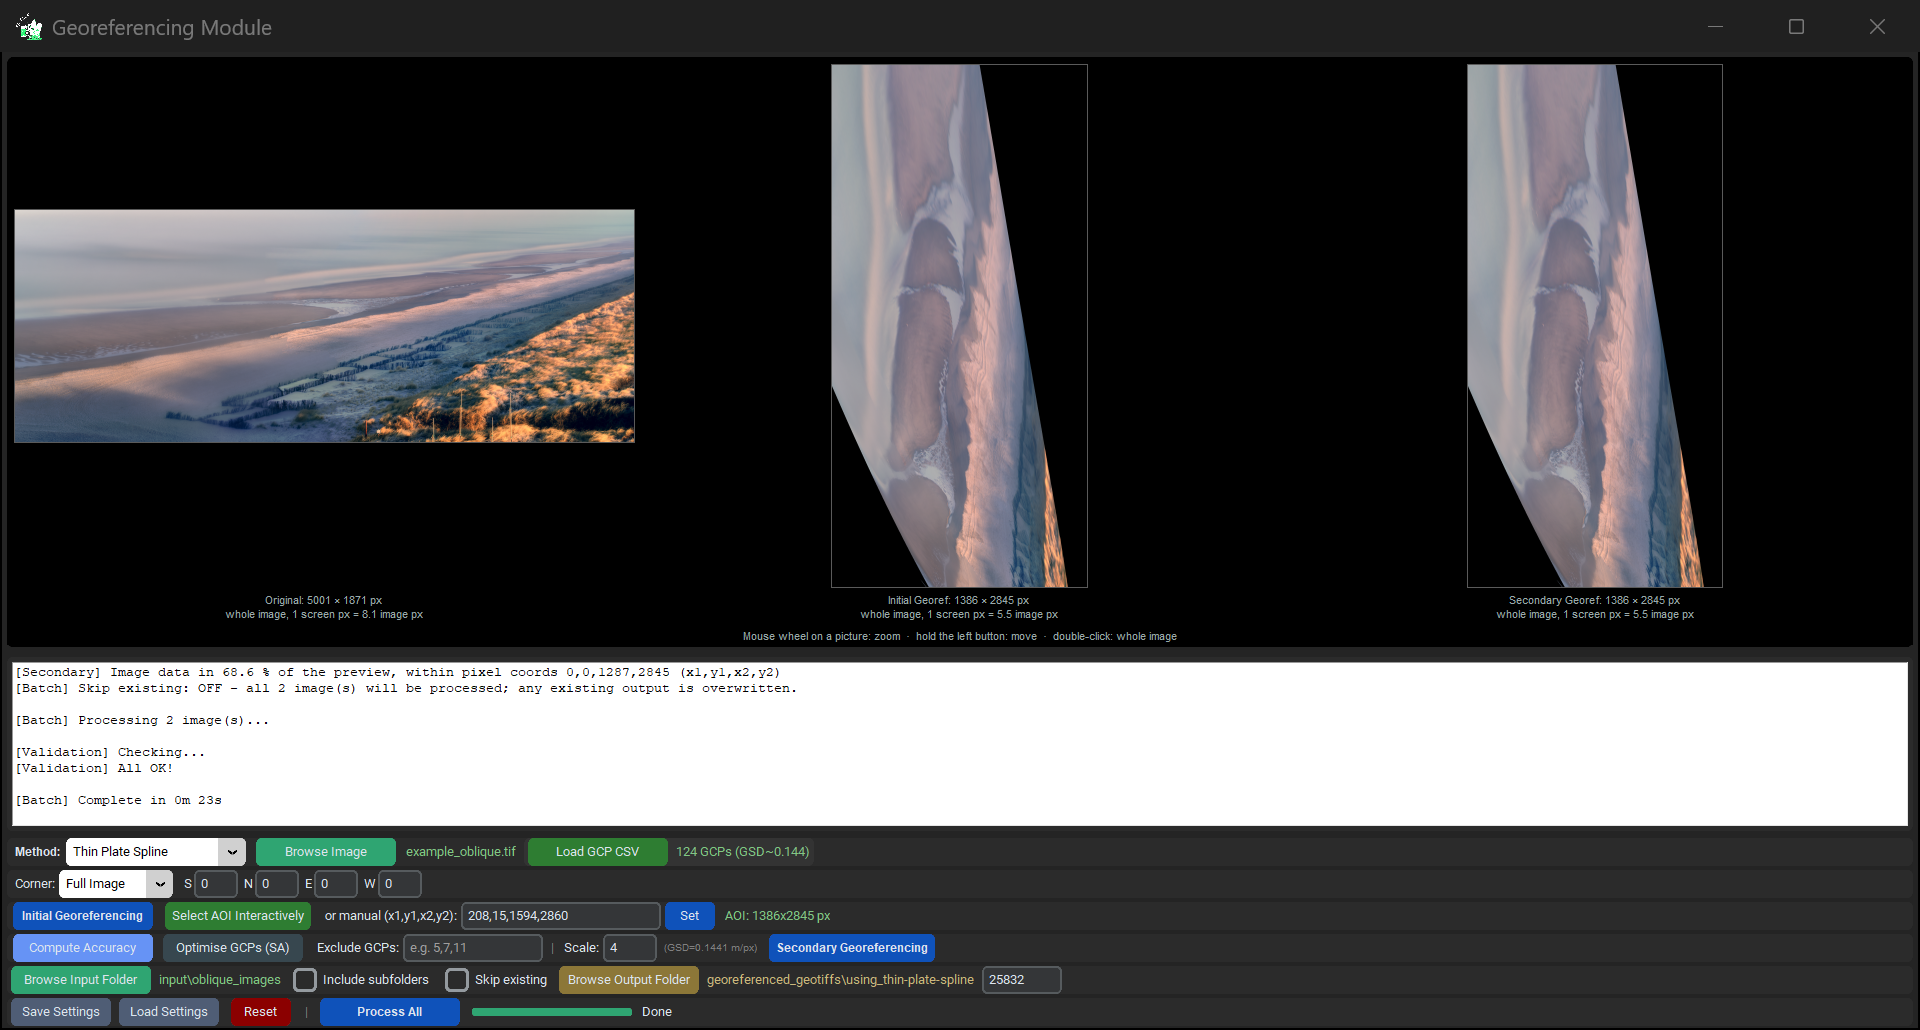 Georeferencing Module
Original: 5001 × 1871 px
whole image, 1 screen px = 8.1 image px
Initial Georef: 1386 × 2845 px
whole image, 1 screen px = 5.5 image px
Secondary Georef: 1386 × 2845 px
whole image, 1 screen px = 5.5 image px
Mouse wheel on a picture: zoom · hold the left button: move · double-click: whole image
[Secondary] Image data in 68.6 % of the preview, within pixel coords 0,0,1287,2845 (x1,y1,x2,y2)
[Batch] Skip existing: OFF - all 2 image(s) will be processed; any existing output is overwritten.
[Batch] Processing 2 image(s)...
[Validation] Checking...
[Validation] All OK!
[Batch] Complete in 0m 23s
Method: Thin Plate Spline Browse Image example_oblique.tif Load GCP CSV 124 GCPs (GSD~0.144)
Corner: Full Image S 0 N 0 E 0 W 0
Initial Georeferencing Select AOI Interactively or manual (x1,y1,x2,y2): 208,15,1594,2860 Set AOI: 1386x2845 px
Compute Accuracy Optimise GCPs (SA) Exclude GCPs: e.g. 5,7,11 | Scale: 4 (GSD=0.1441 m/px) Secondary Georeferencing
Browse Input Folder input\oblique_images Include subfolders Skip existing Browse Output Folder georeferenced_geotiffs\using_thin-plate-spline 25832
Save Settings Load Settings Reset | Process All Done